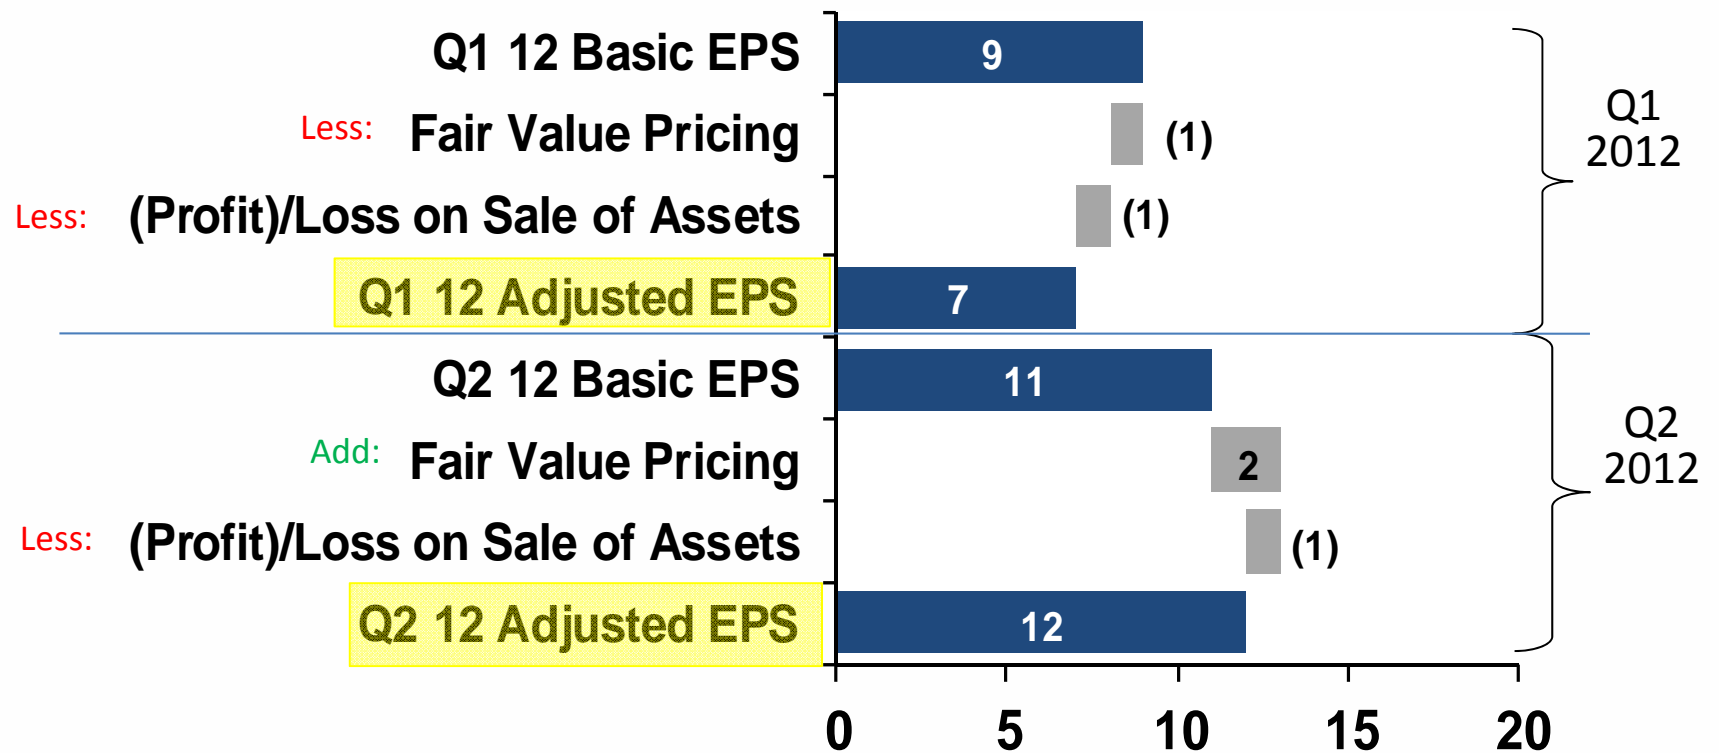 Q1 12 Basic EPS 9
Less: Fair Value Pricing (1)
Less: (Profit)/Loss on Sale of Assets (1)
Q1 12 Adjusted EPS 7
Q1
2012
Q2 12 Basic EPS 11
Add: Fair Value Pricing 2
Less: (Profit)/Loss on Sale of Assets (1)
Q2 12 Adjusted EPS 12
Q2
2012
0 5 10 15 20